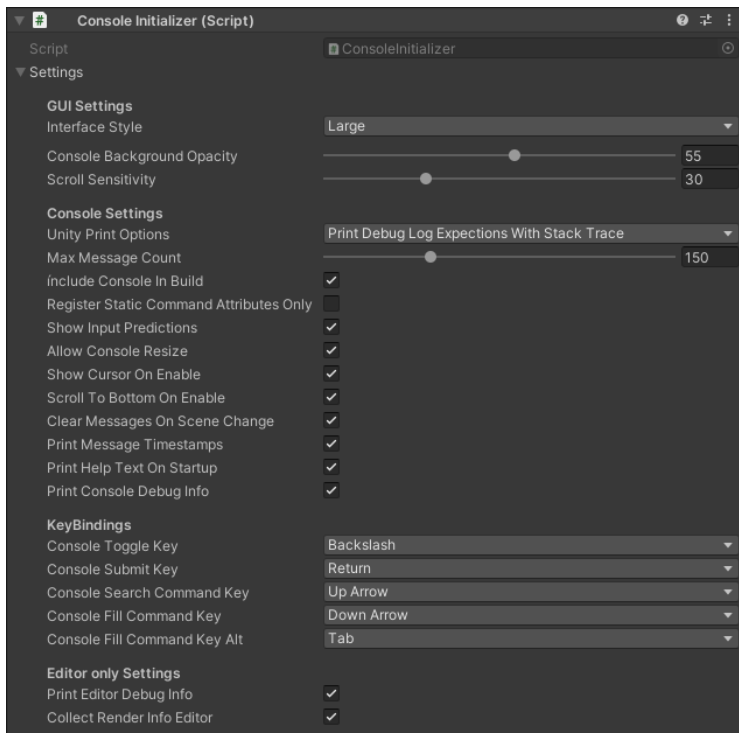 # Console Initializer (Script)
Script # ConsoleInitializer
Settings
GUI Settings
Interface Style Large
Console Background Opacity 55
Scroll Sensitivity 30
Console Settings
Unity Print Options Print Debug Log Expections With Stack Trace
Max Message Count 150
ínclude Console In Build
Register Static Command Attributes Only
Show Input Predictions
Allow Console Resize
Show Cursor On Enable
Scroll To Bottom On Enable
Clear Messages On Scene Change
Print Message Timestamps
Print Help Text On Startup
Print Console Debug Info
KeyBindings
Console Toggle Key Backslash
Console Submit Key Return
Console Search Command Key Up Arrow
Console Fill Command Key Down Arrow
Console Fill Command Key Alt Tab
Editor only Settings
Print Editor Debug Info
Collect Render Info Editor